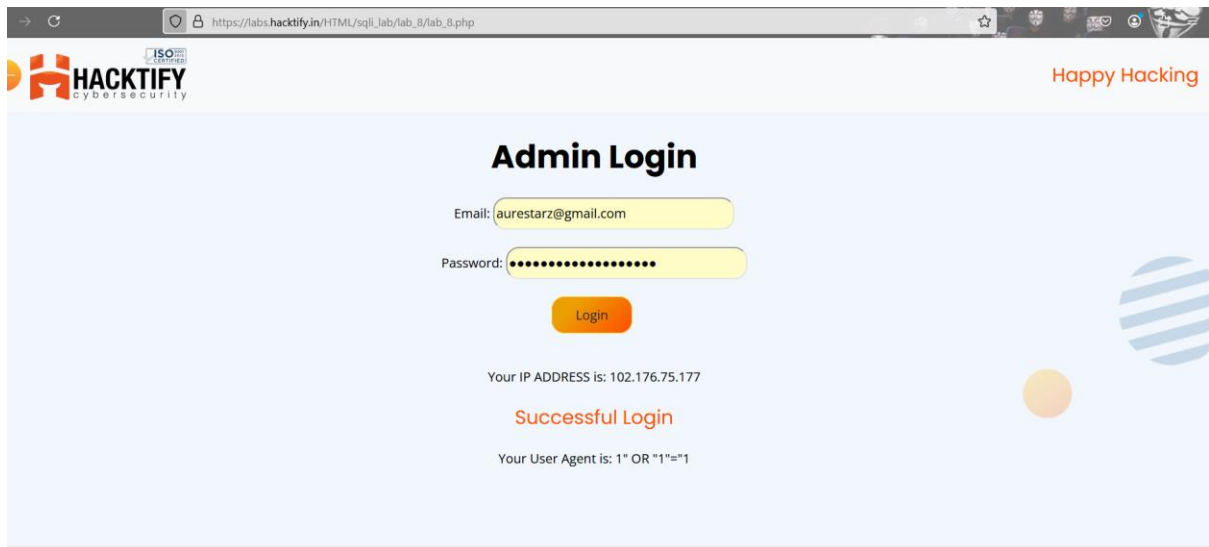 https://labs.hacktify.in/HTML/sqli_lab/lab_8/lab_8.php
ISO
CERTIFIED
HACKTIFY
cybersecurity
Happy Hacking
Admin Login
Email: aurestarz@gmail.com
Password: •••••••••••••••••••
Login
Your IP ADDRESS is: 102.176.75.177
Successful Login
Your User Agent is: 1" OR "1"="1